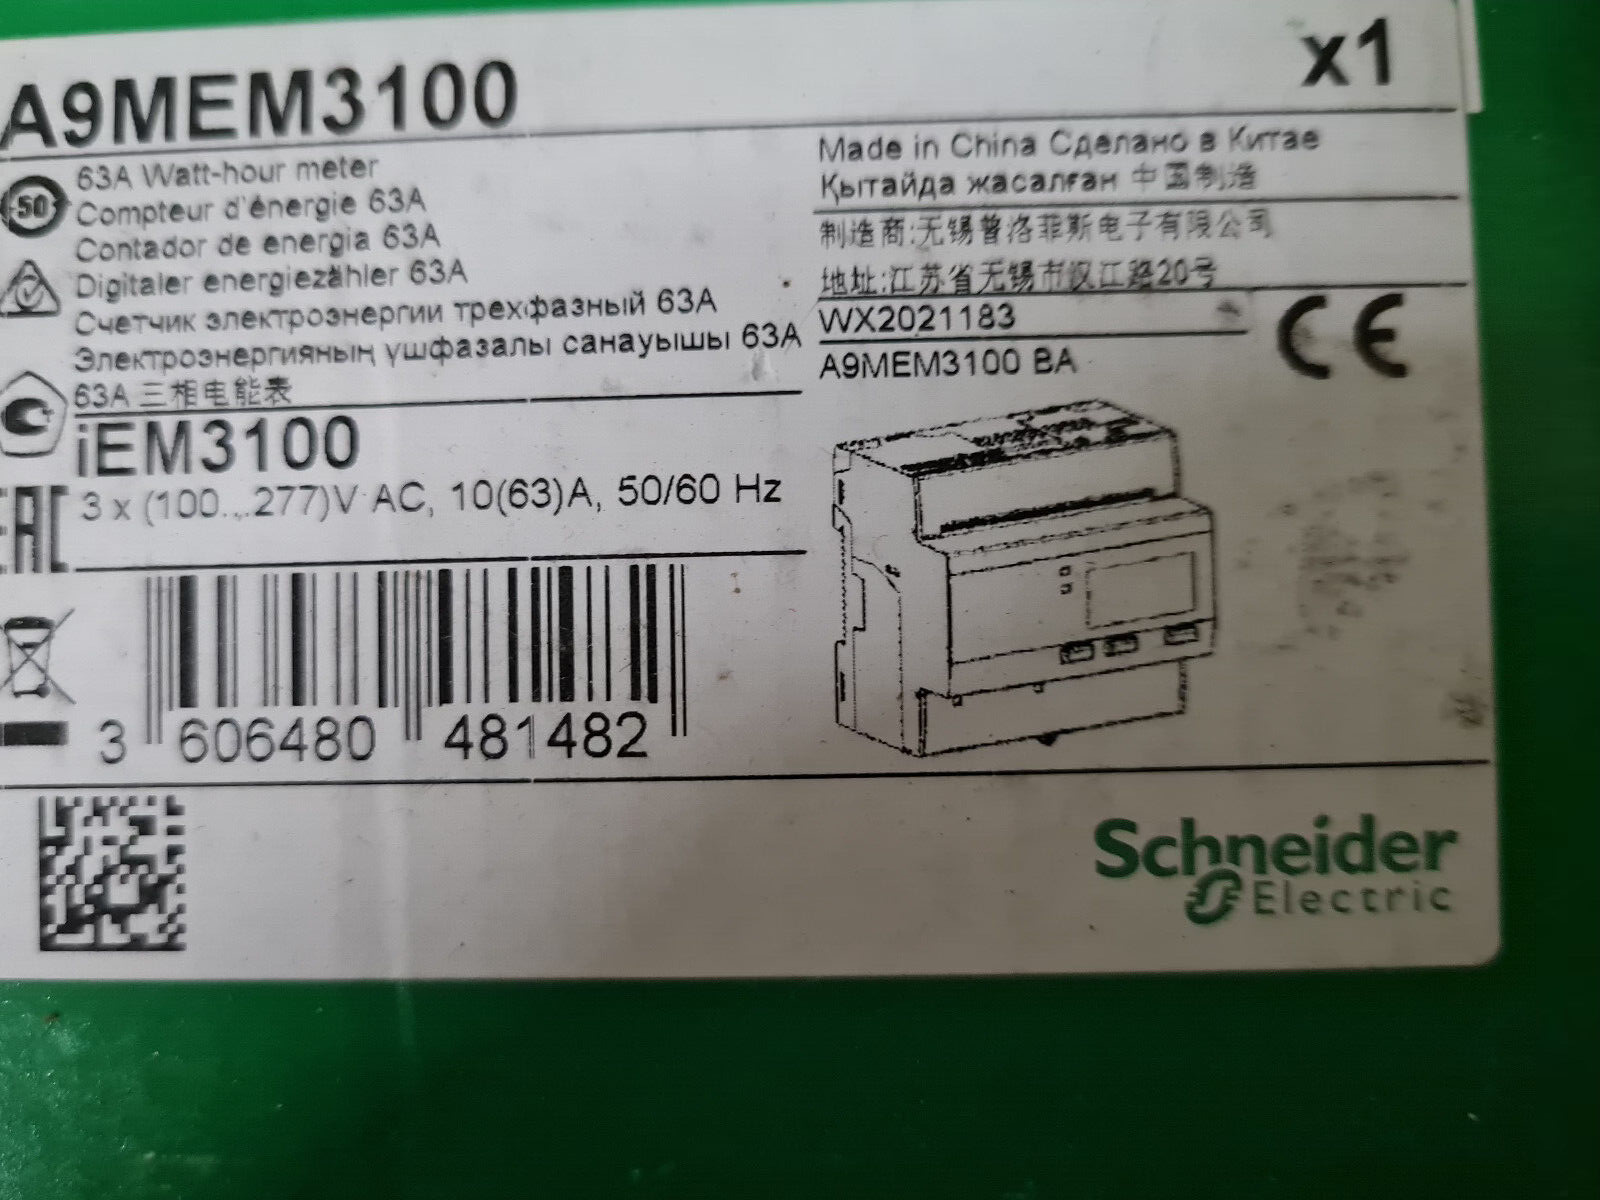 A9MEM3100
x1
50
63A Watt-hour meter
Compteur d'énergie 63A
Contador de energia 63A
Digitaler energiezähler 63A
Счетчик электроэнергии трехфазный 63A
Электроэнергияның үшфазалы санауышы 63A
63A 三相电能表
iEM3100
3 x (100...277)V AC, 10(63)A, 50/60 Hz
3 606480 481482
Made in China Сделано в Китае
Қытайда жасалған 中国制造
制造商:无锡普洛菲斯电子有限公司
地址:江苏省无锡市汉江路20号
WX2021183
A9MEM3100 BA
CE
EAC
Schneider
Electric